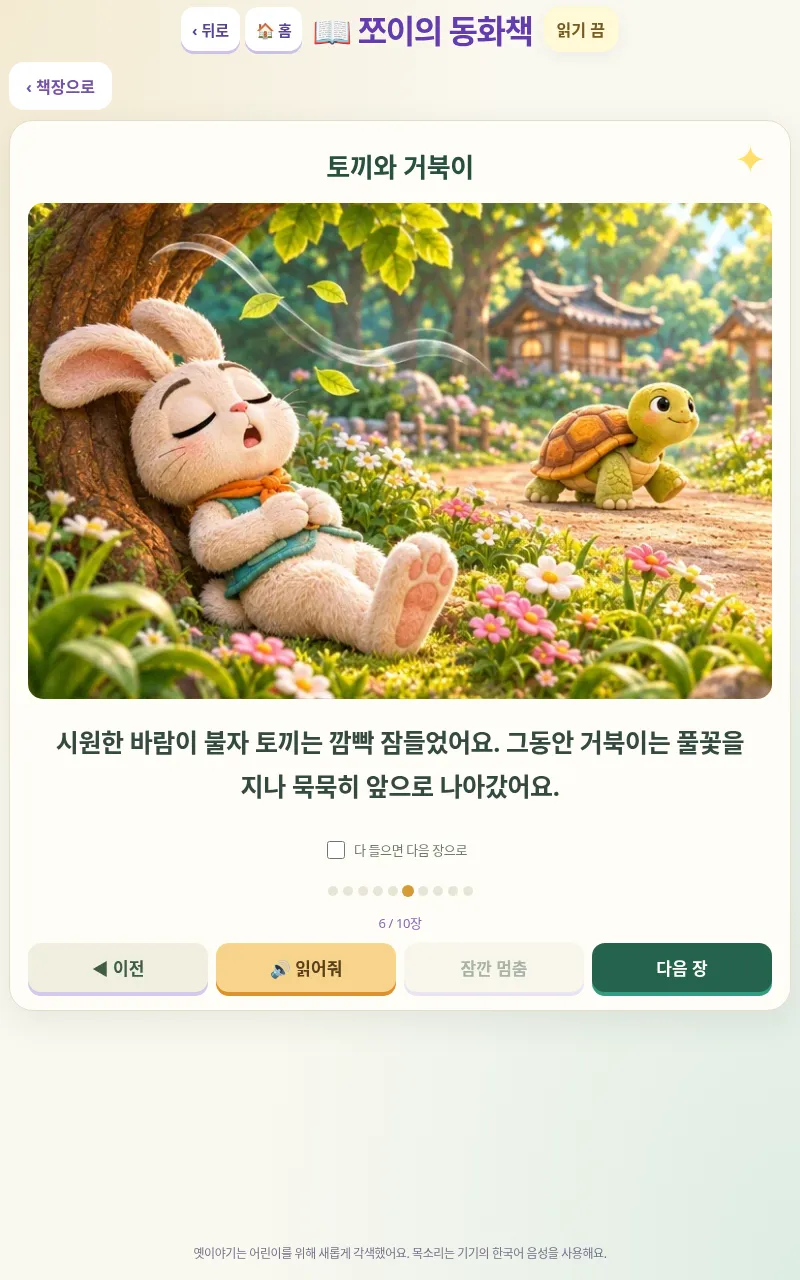 ‹ 뒤로
🏠 홈
📖 쪼이의 동화책
읽기 끔
‹ 책장으로
토끼와 거북이
시원한 바람이 불자 토끼는 깜빡 잠들었어요. 그동안 거북이는 풀꽃을
지나 묵묵히 앞으로 나아갔어요.
다 들으면 다음 장으로
6 / 10장
◀ 이전
🔊 읽어줘
잠깐 멈춤
다음 장
옛이야기는 어린이를 위해 새롭게 각색했어요. 목소리는 기기의 한국어 음성을 사용해요.